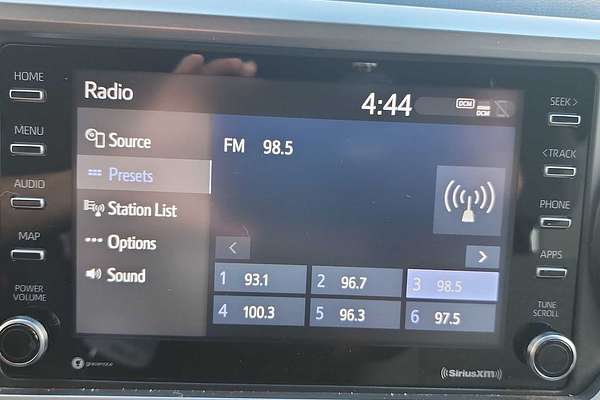 HOME
MENU
AUDIO
MAP
POWER
VOLUME
gracenote
Radio
4:44
DCM
DCM
Source
Presets
Station List
Options
Sound
FM 98.5
< >
1 93.1 2 96.7 3 98.5
4 100.3 5 96.3 6 97.5
SEEK >
< TRACK
PHONE
APPS
TUNE
SCROLL
((SiriusXM))